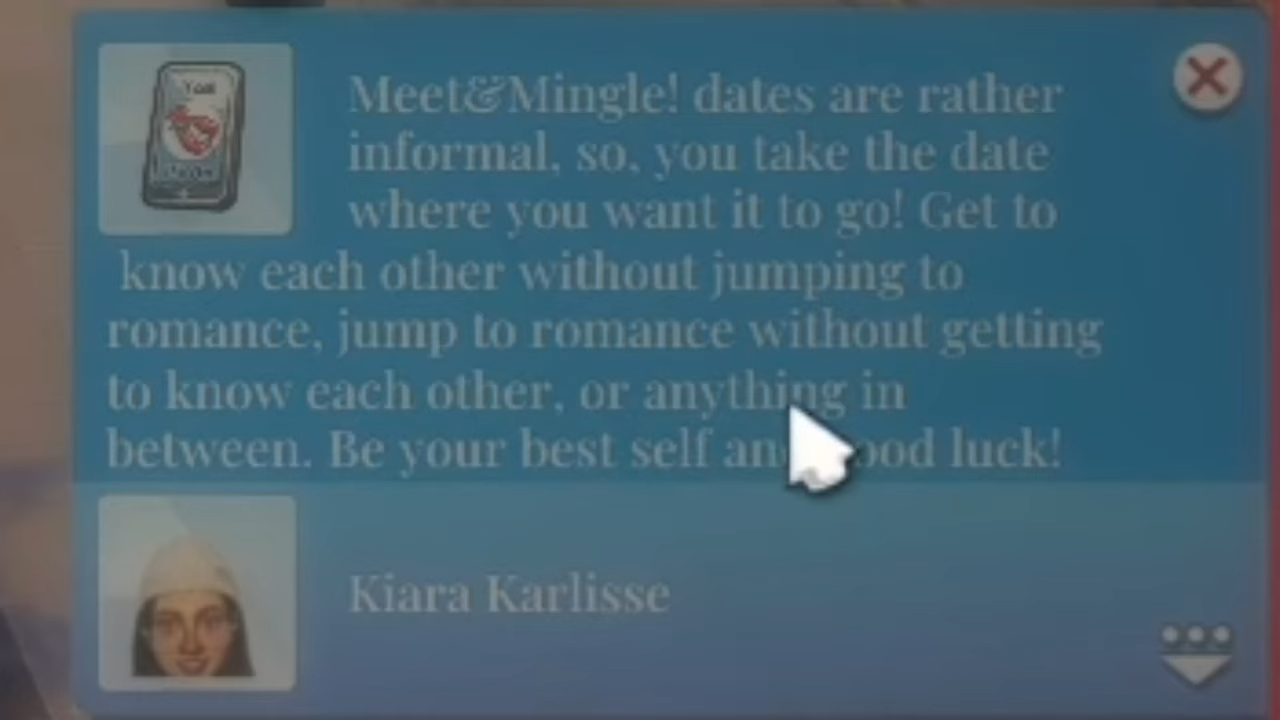 Meet&Mingle! dates are rather
informal, so, you take the date
where you want it to go! Get to
know each other without jumping to
romance, jump to romance without getting
to know each other, or anything in
between. Be your best self an ood luck!
Kiara Karlisse